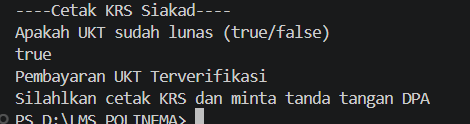 ----Cetak KRS Siakad----
Apakah UKT sudah lunas (true/false)
true
Pembayaran UKT Terverifikasi
Silahlkan cetak KRS dan minta tanda tangan DPA
PS D:\LMS POLINEMA>